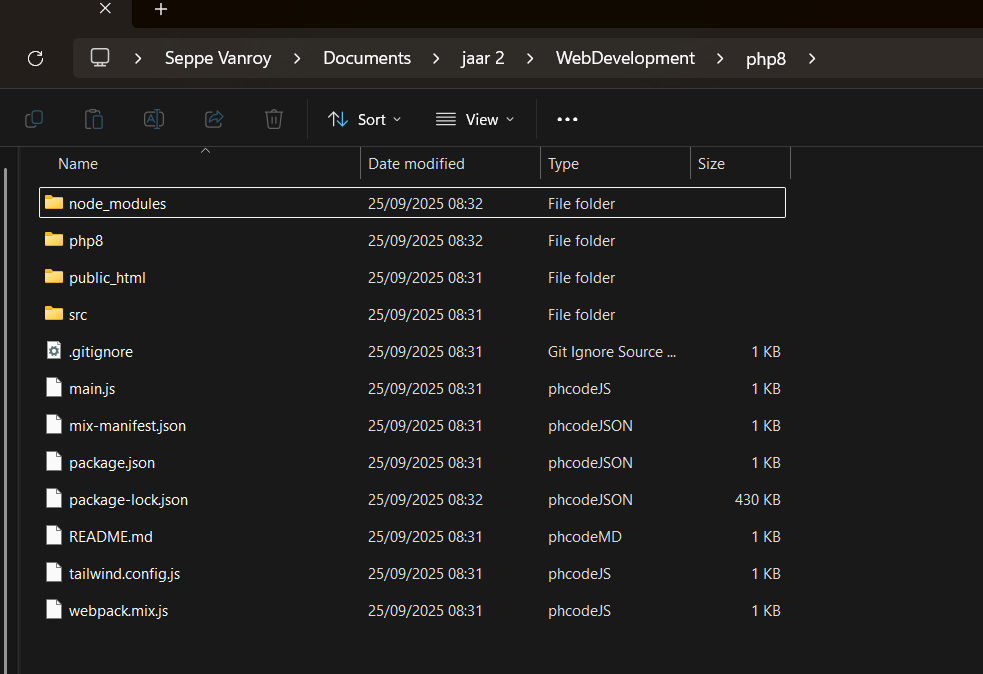 Seppe Vanroy > Documents > jaar 2 > WebDevelopment > php8 >
Sort View
Name Date modified Type Size
node_modules 25/09/2025 08:32 File folder
php8 25/09/2025 08:32 File folder
public_html 25/09/2025 08:31 File folder
src 25/09/2025 08:31 File folder
.gitignore 25/09/2025 08:31 Git Ignore Source ... 1 KB
main.js 25/09/2025 08:31 phcodeJS 1 KB
mix-manifest.json 25/09/2025 08:31 phcodeJSON 1 KB
package.json 25/09/2025 08:31 phcodeJSON 1 KB
package-lock.json 25/09/2025 08:32 phcodeJSON 430 KB
README.md 25/09/2025 08:31 phcodeMD 1 KB
tailwind.config.js 25/09/2025 08:31 phcodeJS 1 KB
webpack.mix.js 25/09/2025 08:31 phcodeJS 1 KB